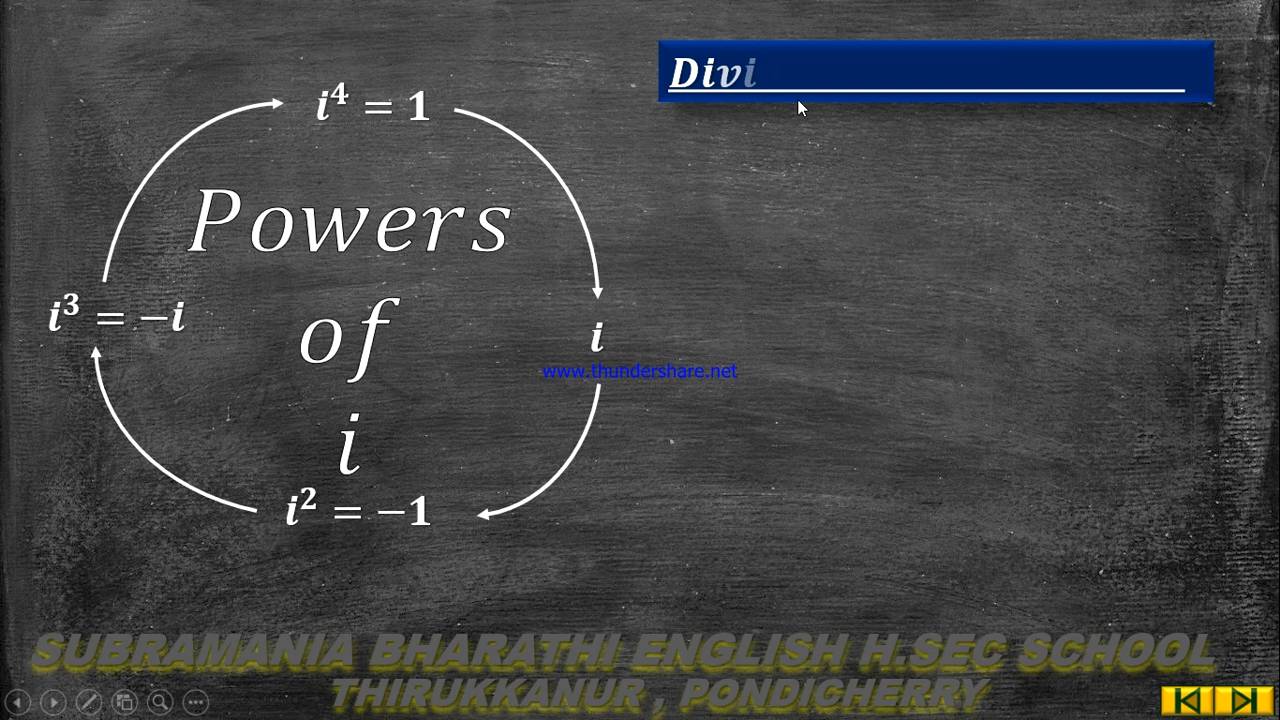 Divi
i⁴ = 1
Powers
of
i
i³ = −i
i
i² = −1
www.thundershare.net
SUBRAMANIA BHARATHI ENGLISH H.SEC SCHOOL
THIRUKKANUR , PONDICHERRY